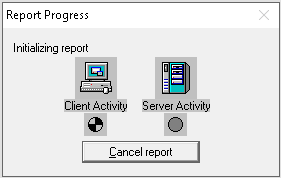 Report Progress
Initializing report
Client Activity Server Activity
Cancel report